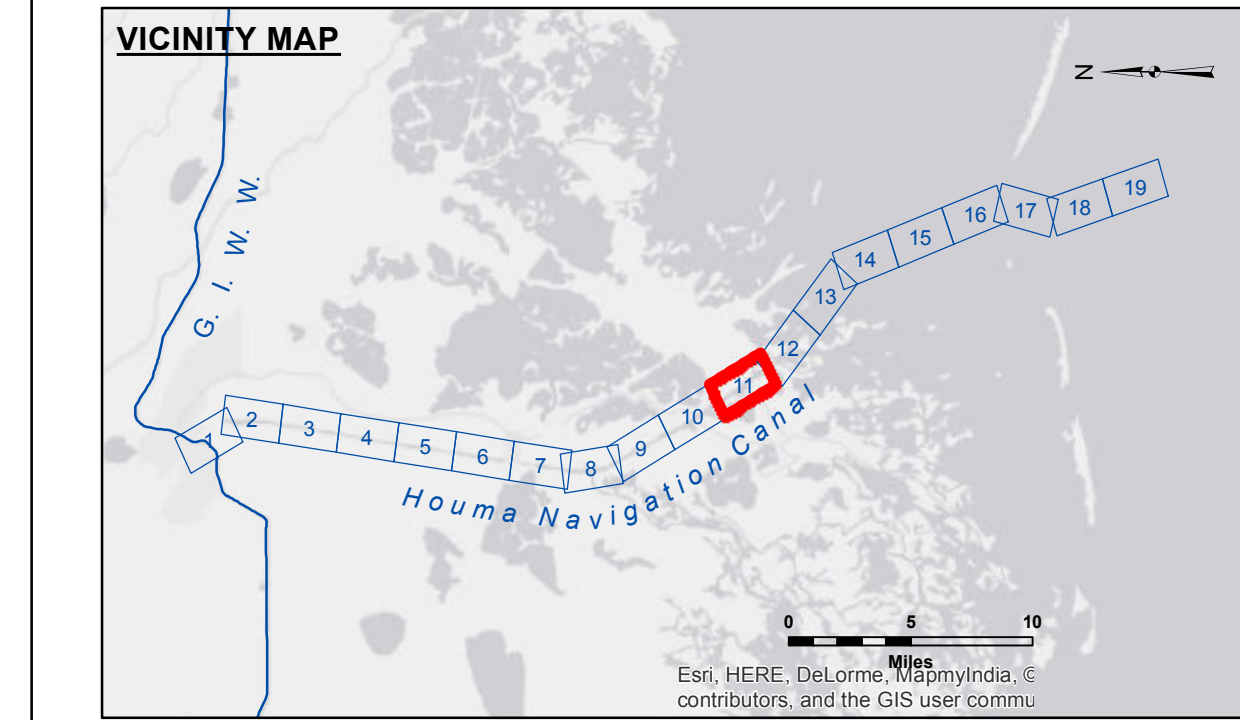 VICINITY MAP
N
G. I. W. W.
1
2
3
4
5
6
7
8
9
10
11
12
13
14
15
16
17
18
19
Houma Navigation Canal
0 5 10
Miles
Esri, HERE, DeLorme, MapmyIndia, ©
contributors, and the GIS user commu